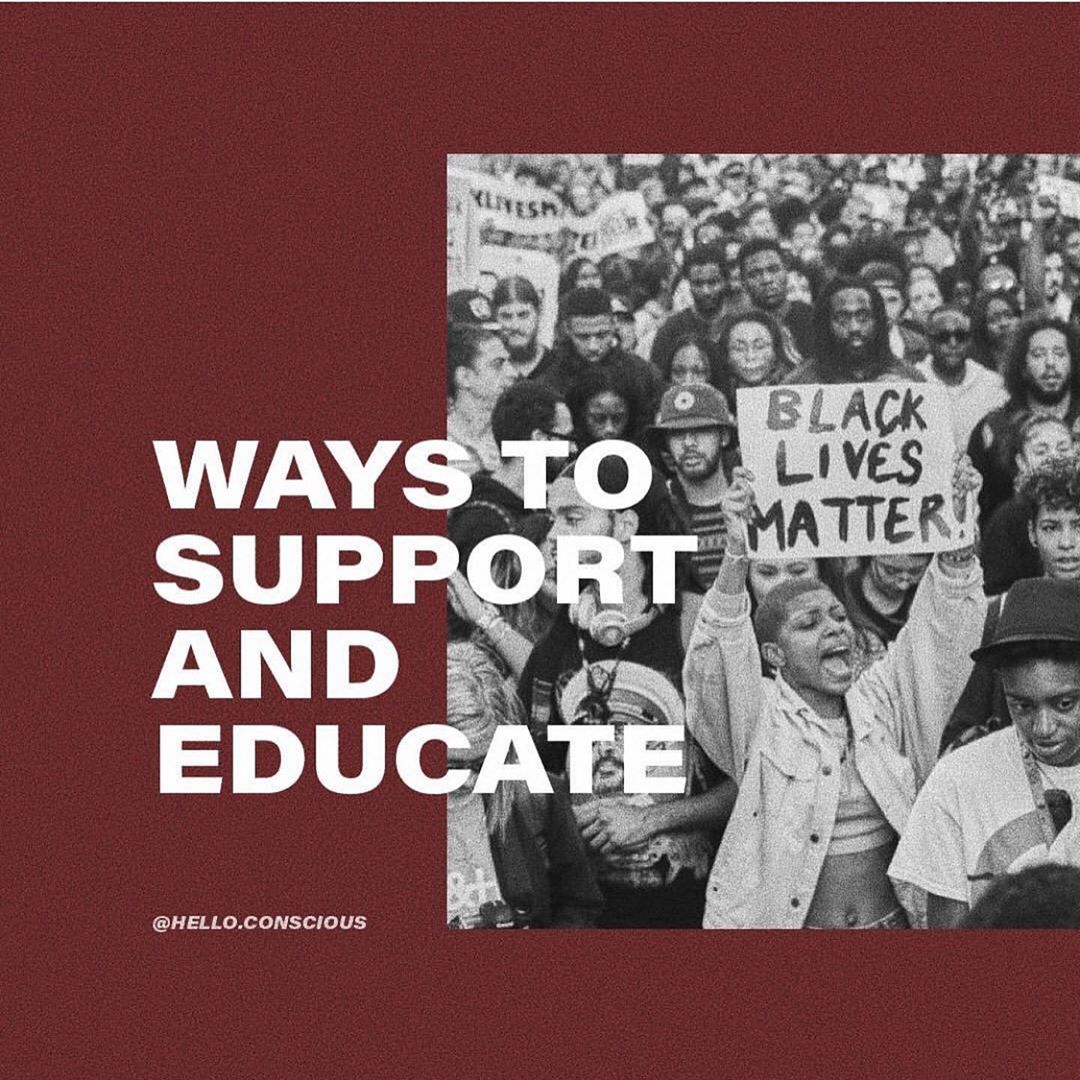 WAYS TO
SUPPORT
AND
EDUCATE
@HELLO.CONSCIOUS
BLACK
LIVES
MATTER!